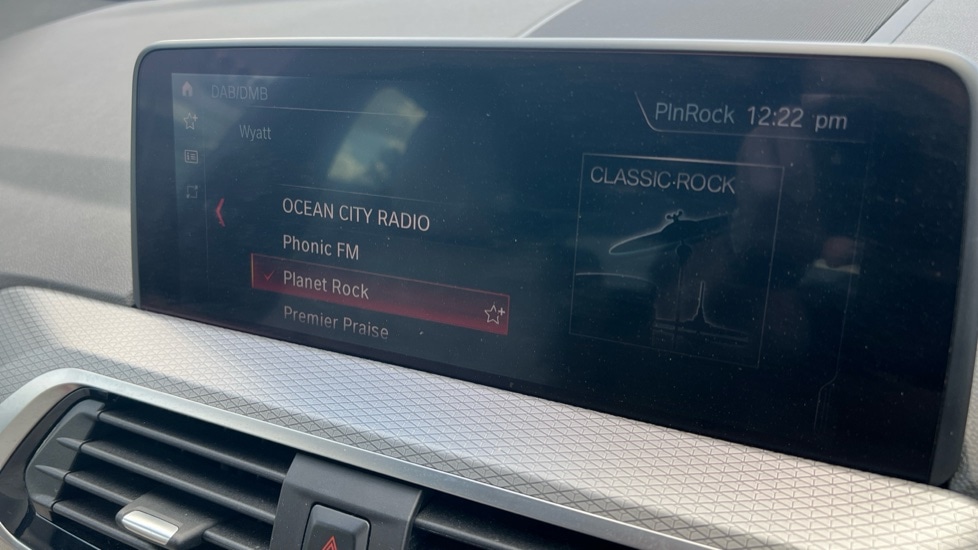 DAB/DMB
PlnRock 12:22 pm
Wyatt
CLASSIC·ROCK
OCEAN CITY RADIO
Phonic FM
Planet Rock
Premier Praise